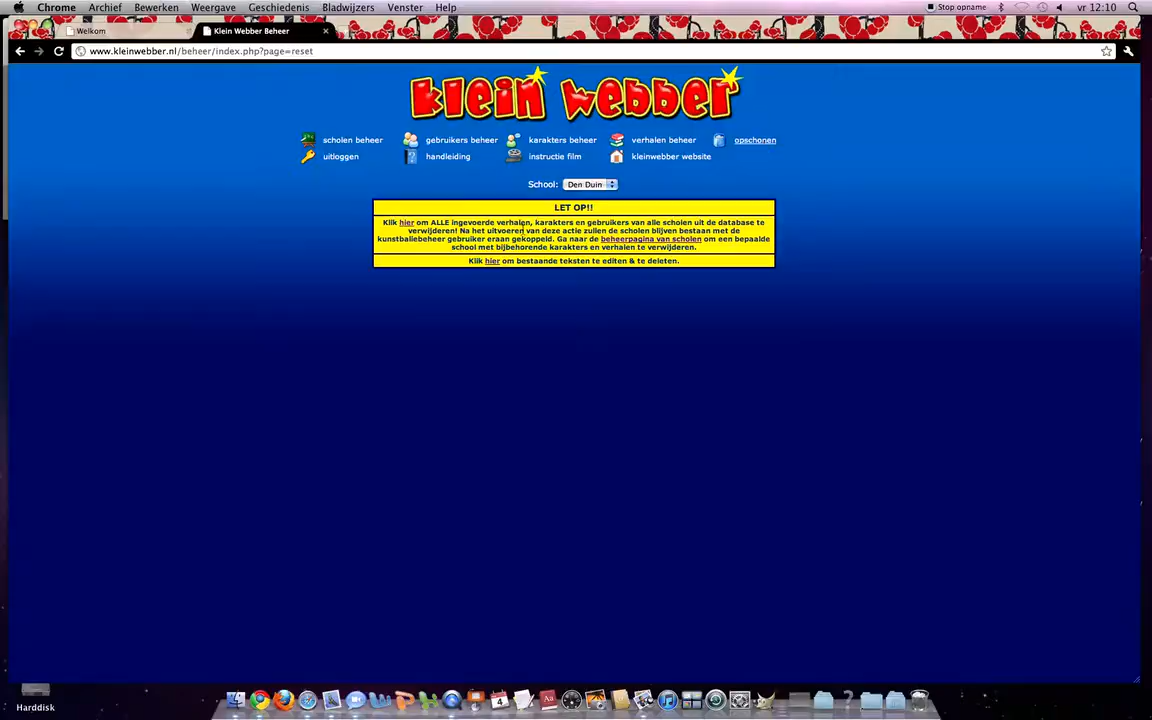 Chrome Archief Bewerken Weergave Geschiedenis Bladwijzers Venster Help Stop opname vr 12:10
Welkom Klein Webber Beheer
www.kleinwebber.nl/beheer/index.php?page=reset
klein webber
scholen beheer gebruikers beheer karakters beheer verhalen beheer opschonen
uitloggen handleiding instructie film kleinwebber website
School: Den Duin
LET OP!!
Klik hier om ALLE ingevoerde verhalen, karakters en gebruikers van alle scholen uit de database te
verwijderen! Na het uitvoeren van deze actie zullen de scholen blijven bestaan met de
kunstbaliebeheer gebruiker eraan gekoppeld. Ga naar de beheerpagina van scholen om een bepaalde
school met bijbehorende karakters en verhalen te verwijderen.
Klik hier om bestaande teksten te editen & te deleten.
Harddisk